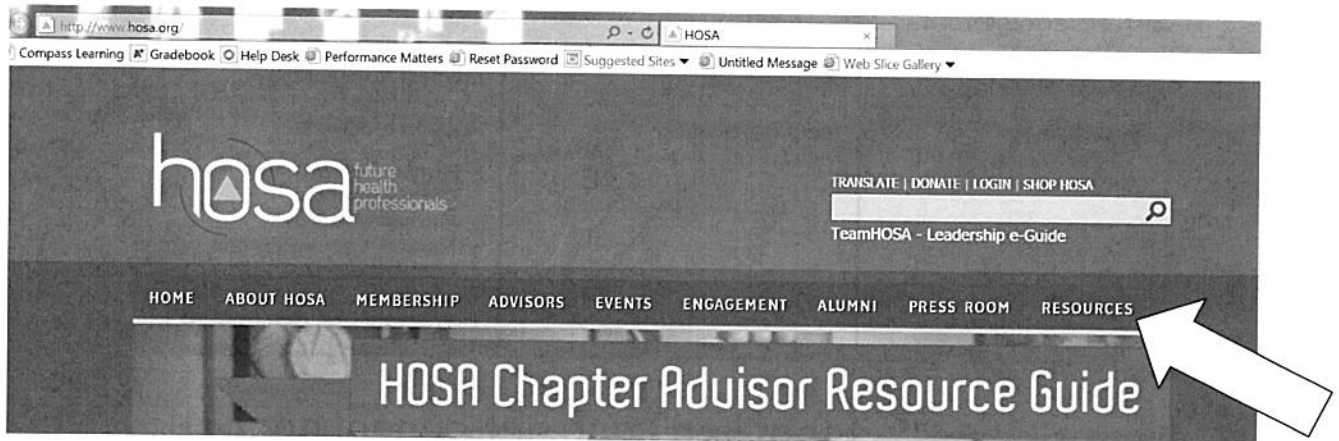 http://www.hosa.org/
HOSA
Compass Learning Gradebook Help Desk Performance Matters Reset Password Suggested Sites Untitled Message Web Slice Gallery
hosa future health professionals
TRANSLATE | DONATE | LOGIN | SHOP HOSA
TeamHOSA - Leadership e-Guide
HOME ABOUT HOSA MEMBERSHIP ADVISORS EVENTS ENGAGEMENT ALUMNI PRESS ROOM RESOURCES
HOSA Chapter Advisor Resource Guide